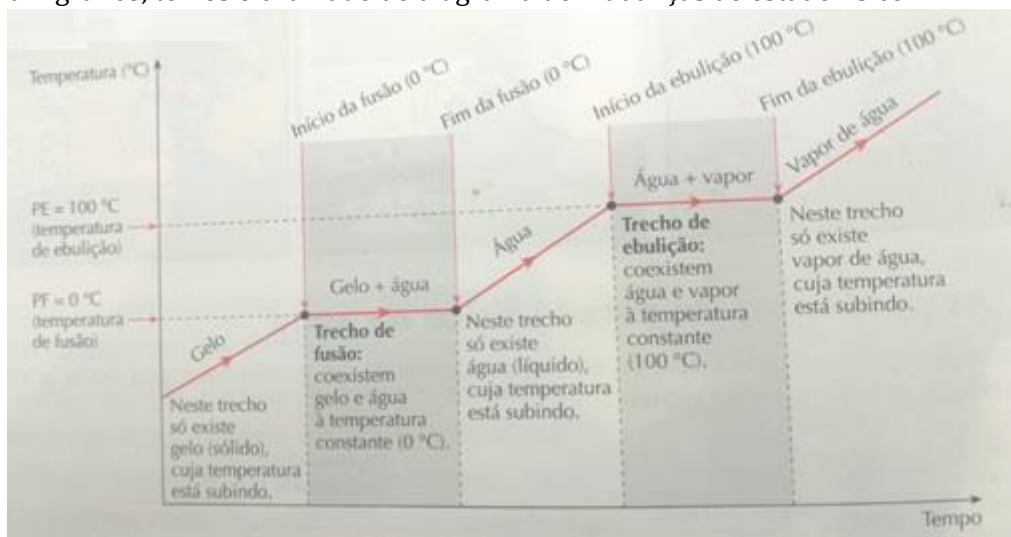 Temperatura (°C)
Início da fusão (0 °C)
Fim da fusão (0 °C)
Início da ebulição (100 °C)
Fim da ebulição (100 °C)
PE = 100 °C
(temperatura
de ebulição)
PF = 0 °C
(temperatura
de fusão)
Gelo
Gelo + água
Água
Água + vapor
Vapor de água
Neste trecho
só existe
gelo (sólido),
cuja temperatura
está subindo.
Trecho de
fusão:
coexistem
gelo e água
à temperatura
constante (0 °C).
Neste trecho
só existe
água (líquido),
cuja temperatura
está subindo.
Trecho de
ebulição:
coexistem
água e vapor
à temperatura
constante
(100 °C).
Neste trecho
só existe
vapor de água,
cuja temperatura
está subindo.
Tempo